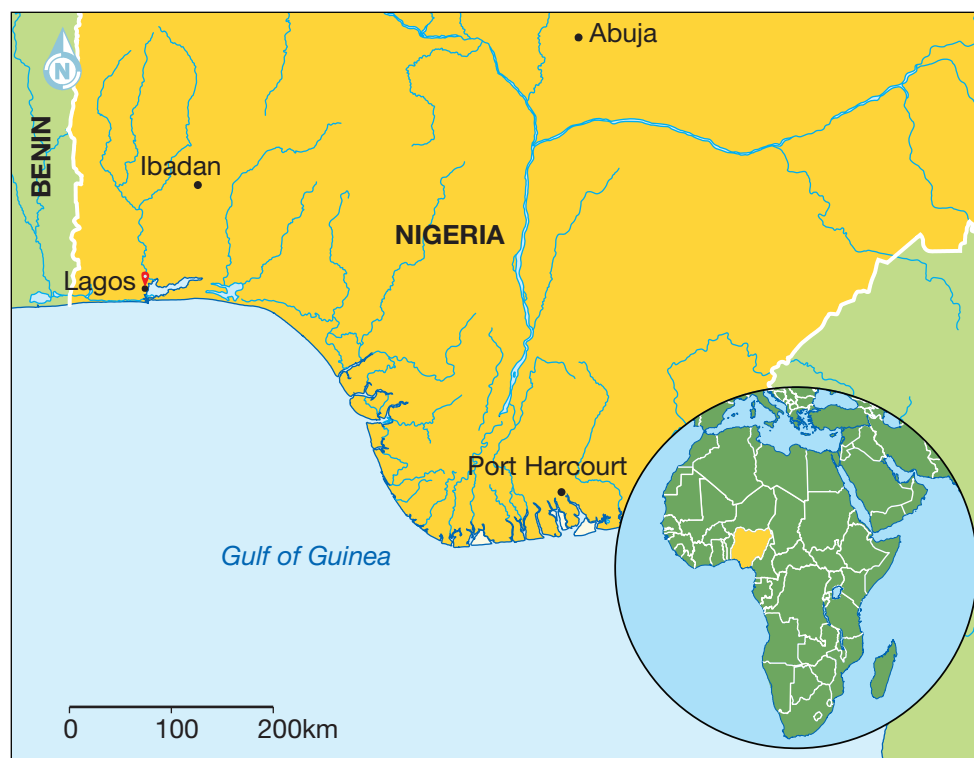 Abuja
N
BENIN
Ibadan
NIGERIA
Lagos
Port Harcourt
Gulf of Guinea
0 100 200km